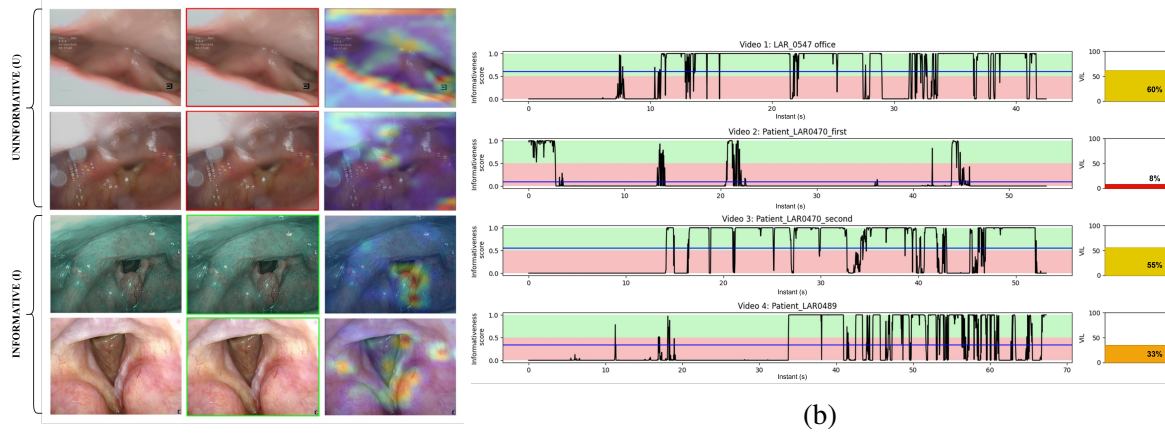 UNINFORMATIVE (U)
INFORMATIVE (I)
Video 1: LAR_0547 office
Informativeness
score
1.0
0.5
0.0
0
10
20
30
40
Instant (s)
VIL
100
50
0
60%
Video 2: Patient_LAR0470_first
Informativeness
score
1.0
0.5
0.0
0
10
20
30
40
50
Instant (s)
VIL
100
50
0
8%
Video 3: Patient_LAR0470_second
Informativeness
score
1.0
0.5
0.0
0
10
20
30
40
50
Instant (s)
VIL
100
50
0
55%
Video 4: Patient_LAR0489
Informativeness
score
1.0
0.5
0.0
0
10
20
30
40
50
60
70
Instant (s)
VIL
100
50
0
33%
(b)